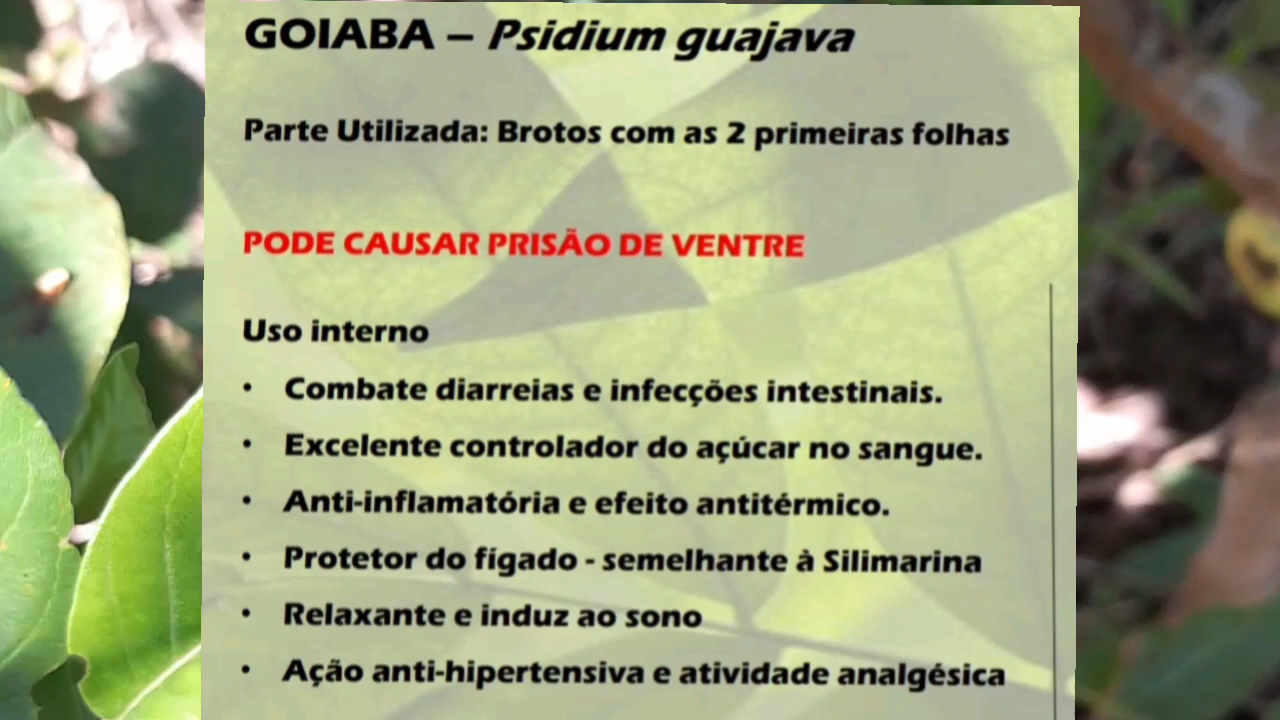 GOIABA – Psidium guajava
Parte Utilizada: Brotos com as 2 primeiras folhas
PODE CAUSAR PRISÃO DE VENTRE
Uso interno
• Combate diarreias e infecções intestinais.
• Excelente controlador do açúcar no sangue.
• Anti-inflamatória e efeito antitérmico.
• Protetor do fígado - semelhante à Silimarina
• Relaxante e induz ao sono
• Ação anti-hipertensiva e atividade analgésica